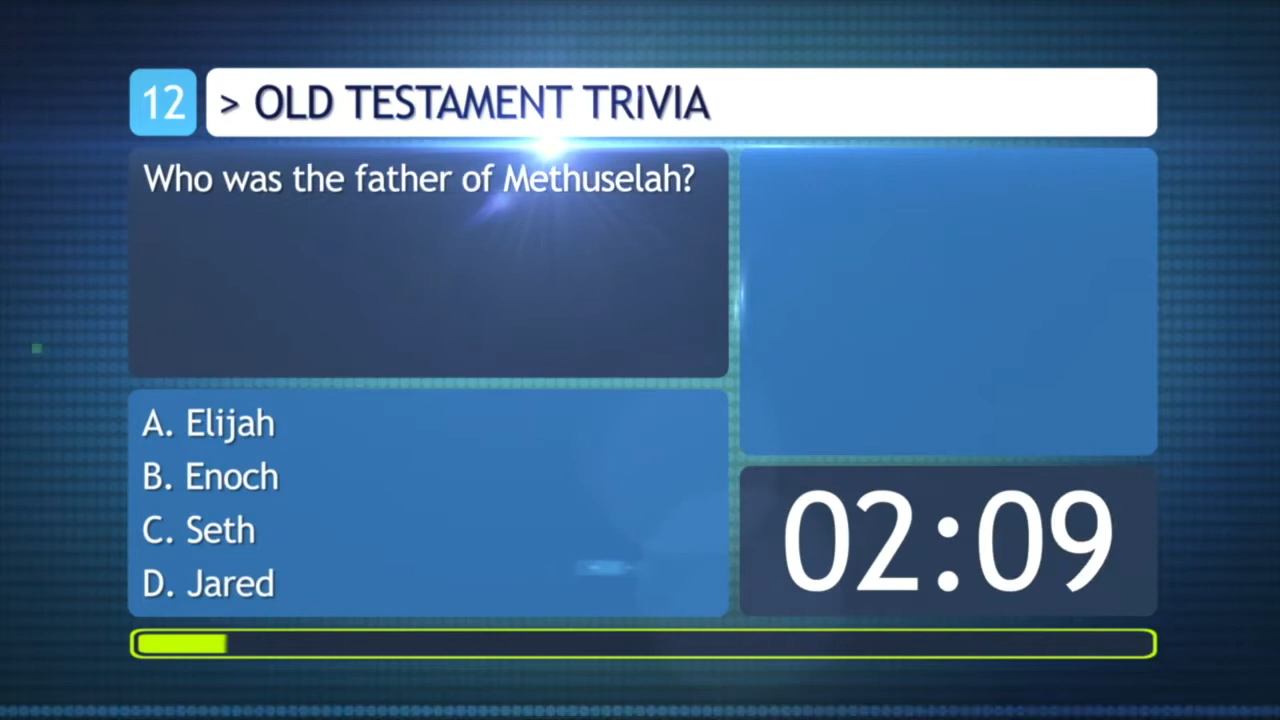 12
> OLD TESTAMENT TRIVIA
Who was the father of Methuselah?
A. Elijah
B. Enoch
C. Seth
D. Jared
02:09